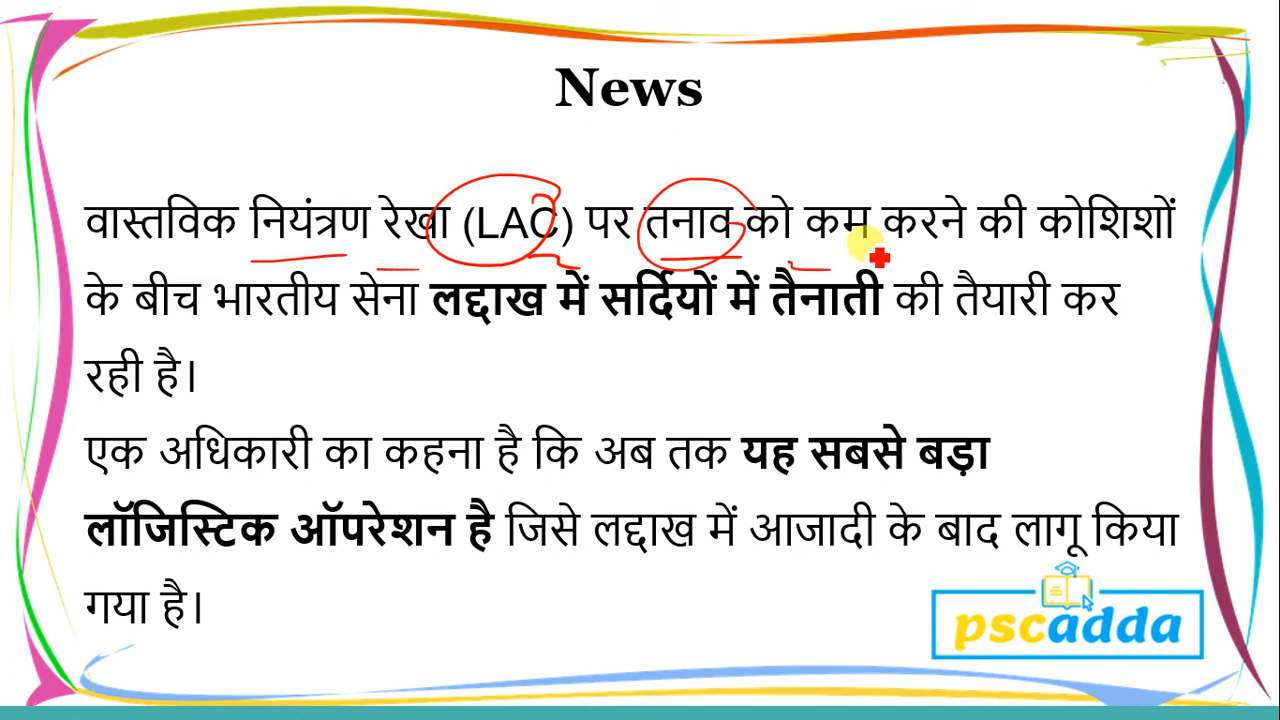 News
वास्तविक नियंत्रण रेखा (LAC) पर तनाव को कम करने की कोशिशों
के बीच भारतीय सेना लद्दाख में सर्दियों में तैनाती की तैयारी कर
रही है।
एक अधिकारी का कहना है कि अब तक यह सबसे बड़ा
लॉजिस्टिक ऑपरेशन है जिसे लद्दाख में आजादी के बाद लागू किया
गया है।
pscadda